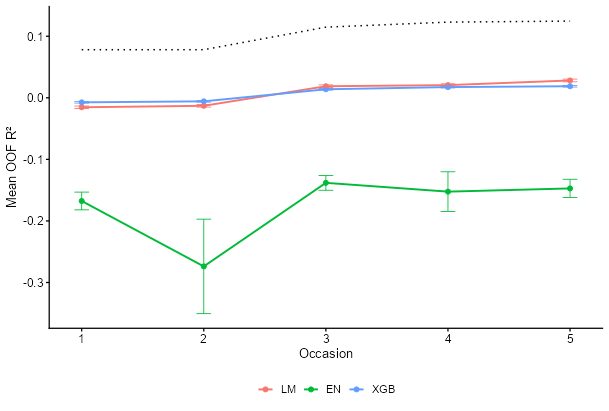 Mean OOF R²
0.1
0.0
-0.1
-0.2
-0.3
1 2 3 4 5
Occasion
LM EN XGB